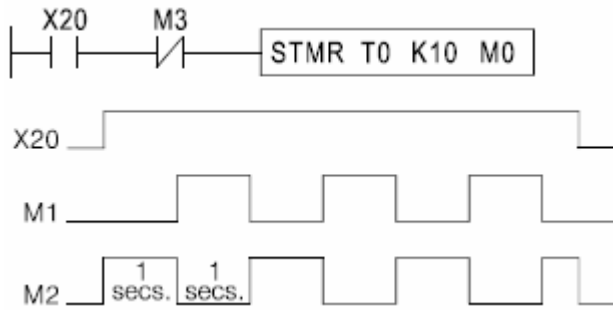 X20 M3
STMR T0 K10 M0
X20
M1
M2
1 secs. 1 secs.